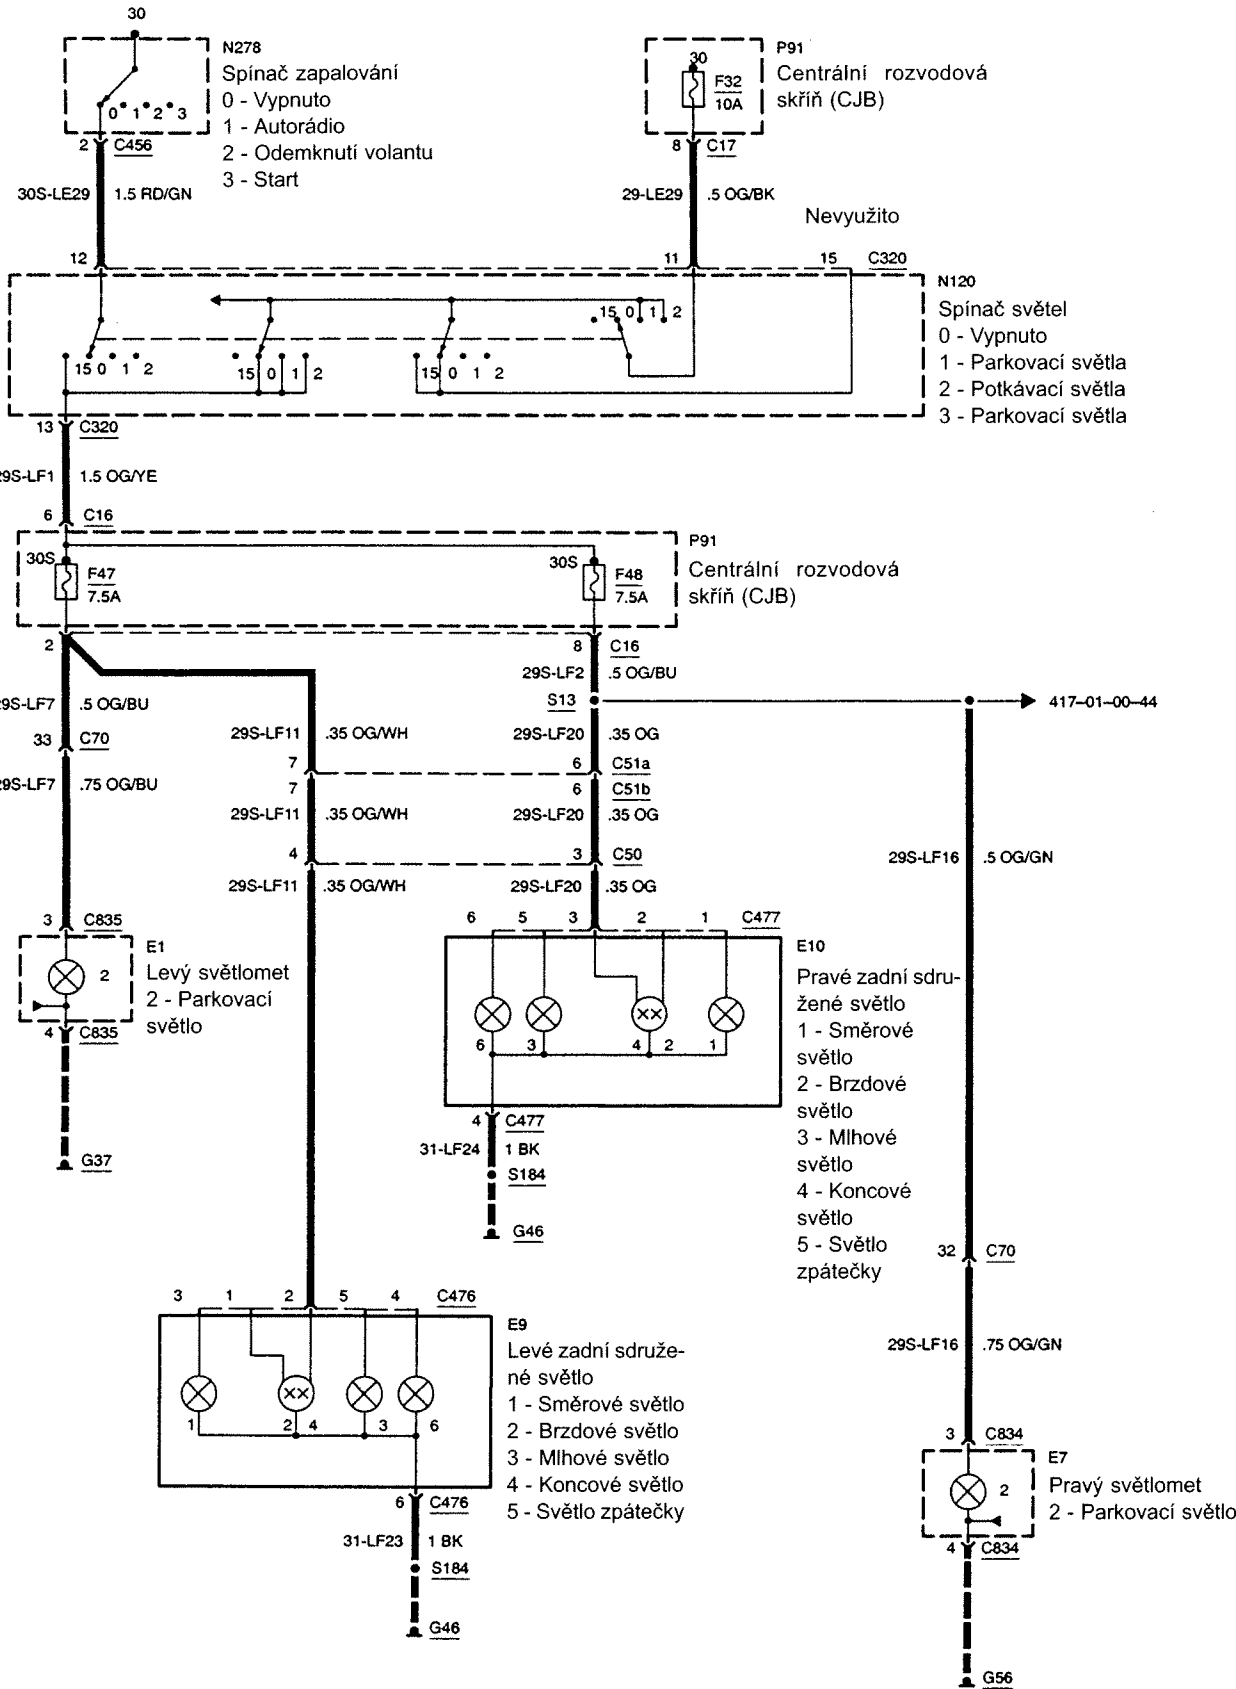 30
N278
Spínač zapalování
0 - Vypnuto
1 - Autorádio
2 - Odemknutí volantu
3 - Start
0 1 2 3
2 C456
30S-LE29 1.5 RD/GN
P91
Centrální rozvodová
skříň (CJB)
30
F32
10A
8 C17
29-LE29 .5 OG/BK
Nevyužito
12 11 15 C320
N120
Spínač světel
0 - Vypnuto
1 - Parkovací světla
2 - Potkávací světla
3 - Parkovací světla
15 0 1 2
15 0 1 2
15 0 1 2
15 0 1 2
13 C320
29S-LF1 1.5 OG/YE
6 C16
P91
Centrální rozvodová
skříň (CJB)
30S
F47
7.5A
30S
F48
7.5A
2 8 C16
29S-LF2 .5 OG/BU
S13
417-01-00-44
29S-LF7 .5 OG/BU
33 C70
29S-LF7 .75 OG/BU
29S-LF11 .35 OG/WH
29S-LF20 .35 OG
7 6 C51a
7 6 C51b
29S-LF11 .35 OG/WH
29S-LF20 .35 OG
4 3 C50
29S-LF11 .35 OG/WH
29S-LF20 .35 OG
29S-LF16 .5 OG/GN
3 C835
E1
Levý světlomet
2 - Parkovací
světlo
2
4 C835
G37
6 5 3 2 1 C477
E10
Pravé zadní sdru-
žené světlo
1 - Směrové
světlo
2 - Brzdové
světlo
3 - Mlhové
světlo
4 - Koncové
světlo
5 - Světlo
zpátečky
6 3 4 2 1
4 C477
31-LF24 1 BK
S184
G46
32 C70
29S-LF16 .75 OG/GN
3 1 2 5 4 C476
E9
Levé zadní sdruže-
né světlo
1 - Směrové světlo
2 - Brzdové světlo
3 - Mlhové světlo
4 - Koncové světlo
5 - Světlo zpátečky
1 2 4 3 6
6 C476
31-LF23 1 BK
S184
G46
3 C834
E7
Pravý světlomet
2 - Parkovací světlo
2
4 C834
G56